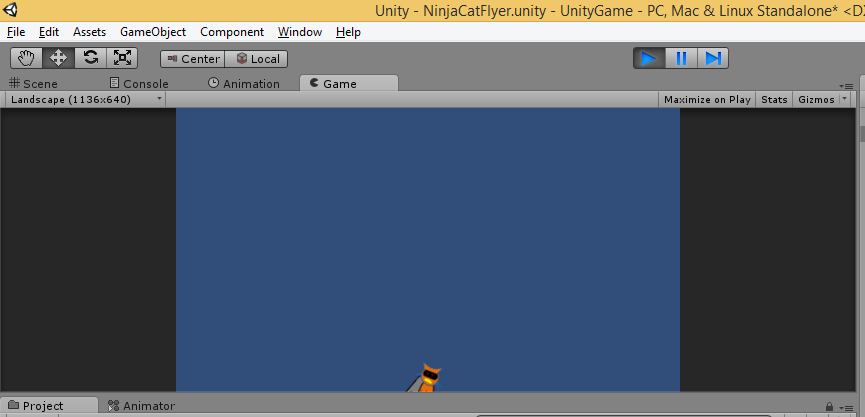 Unity - NinjaCatFlyer.unity - UnityGame - PC, Mac & Linux Standalone* <DX
File Edit Assets GameObject Component Window Help
Center Local
Scene Console Animation Game
Landscape (1136x640) Maximize on Play Stats Gizmos
Project Animator